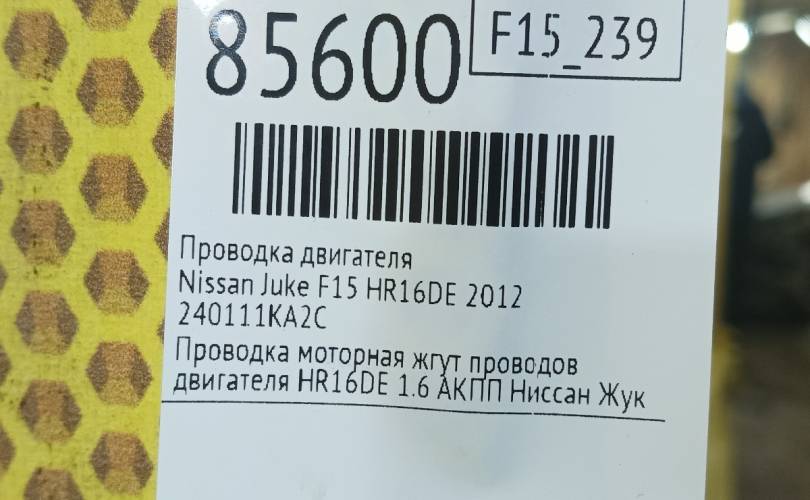 85600
F15_239
Проводка двигателя
Nissan Juke F15 HR16DE 2012
240111KA2C
Проводка моторная жгут проводов
двигателя HR16DE 1.6 АКПП Ниссан Жук